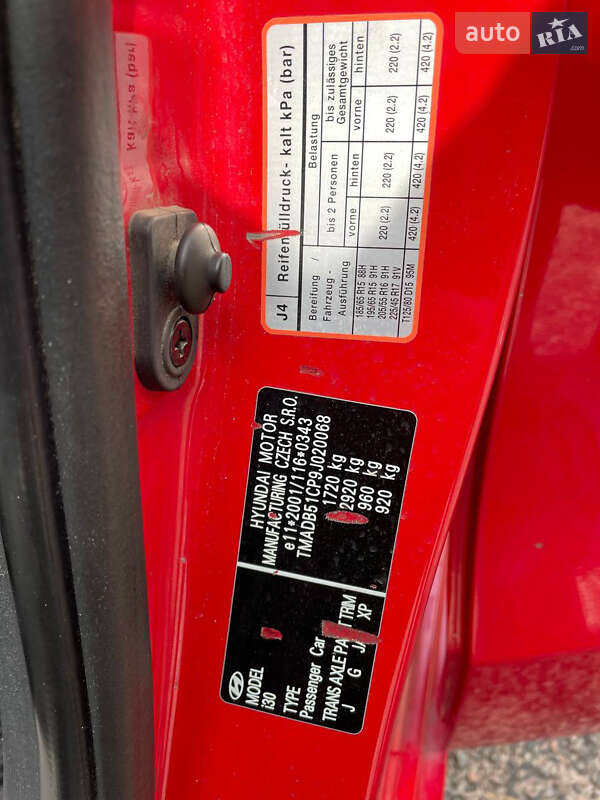 auto RIA .com
J4 Reifenfülldruck- kalt kPa (bar)
Bereifung / Fahrzeug - Ausführung
Belastung
bis 2 Personen
bis zulässiges Gesamtgewicht
vorne hinten vorne hinten
185/65 R15 88H
195/65 R15 91H
205/55 R16 91H
225/45 R17 91V
220 (2.2) 220 (2.2) 220 (2.2) 220 (2.2)
T125/80 D15 95M 420 (4.2) 420 (4.2) 420 (4.2) 420 (4.2)
HYUNDAI MOTOR
MANUFACTURING CZECH S.R.O.
e11*2001/116*0343
TMADB51CP9J020068
1720 kg
2920 kg
960 kg
920 kg
MODEL
i30
TYPE
Passenger Car
TRANS AXLE PAINT TRIM
J G JA XP